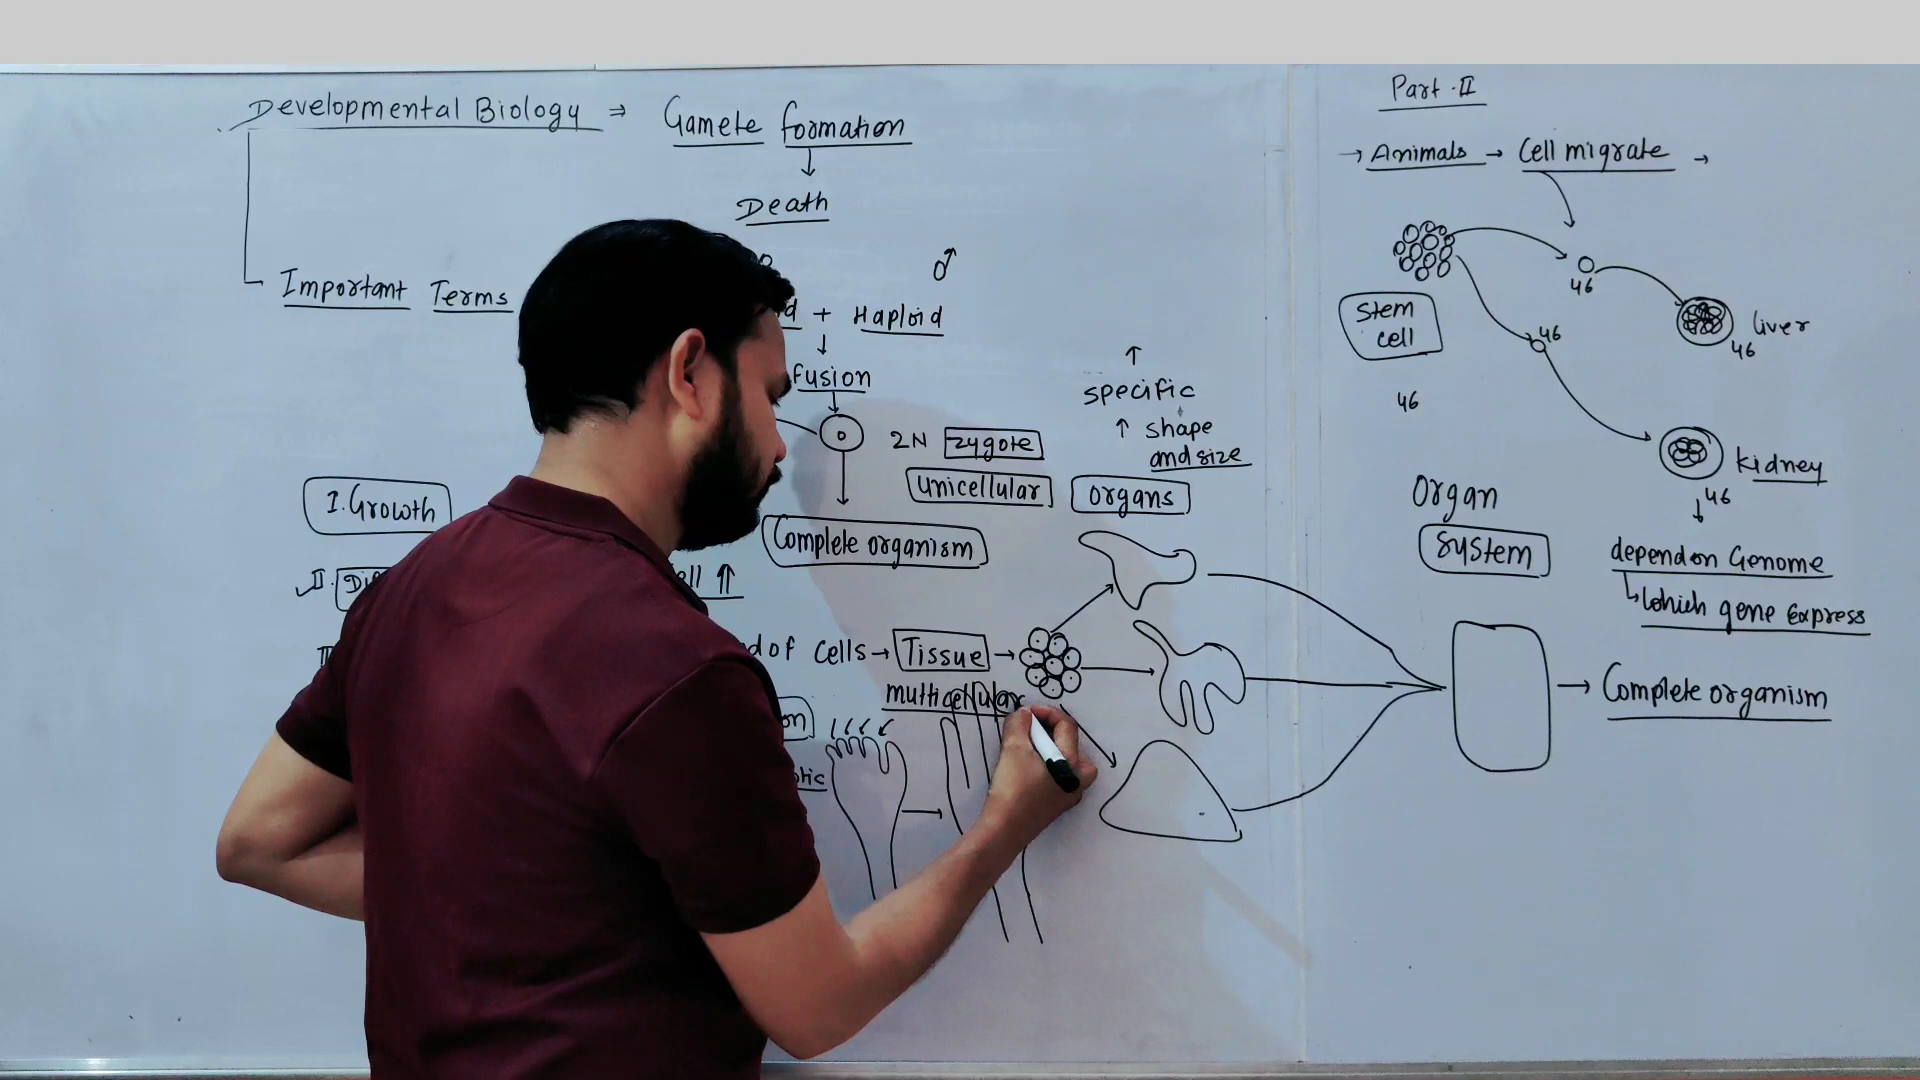 Developmental Biology ⇒ Gamete formation
↓
Death
Important Terms
♂
+ Haploid
↓
fusion
2N zygote
unicellular
Complete organism
I. Growth
II.
↑
of cells → Tissue →
multicellular
↑
specific
↑ shape
and size
organs
Part - II
→ Animals → Cell migrate →
Stem
cell
46
46
46
liver
46
kidney
46
↓
depend on Genome
↳ Which gene express
Organ
System
→ Complete organism